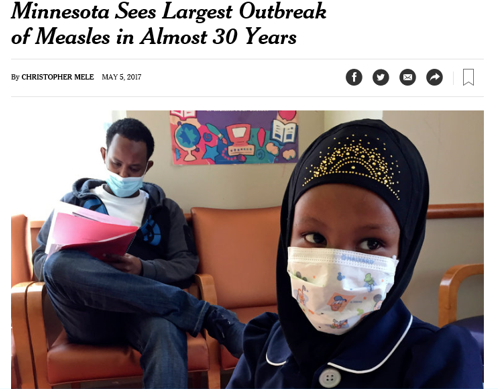 Minnesota Sees Largest Outbreak
of Measles in Almost 30 Years
By CHRISTOPHER MELE MAY 5, 2017